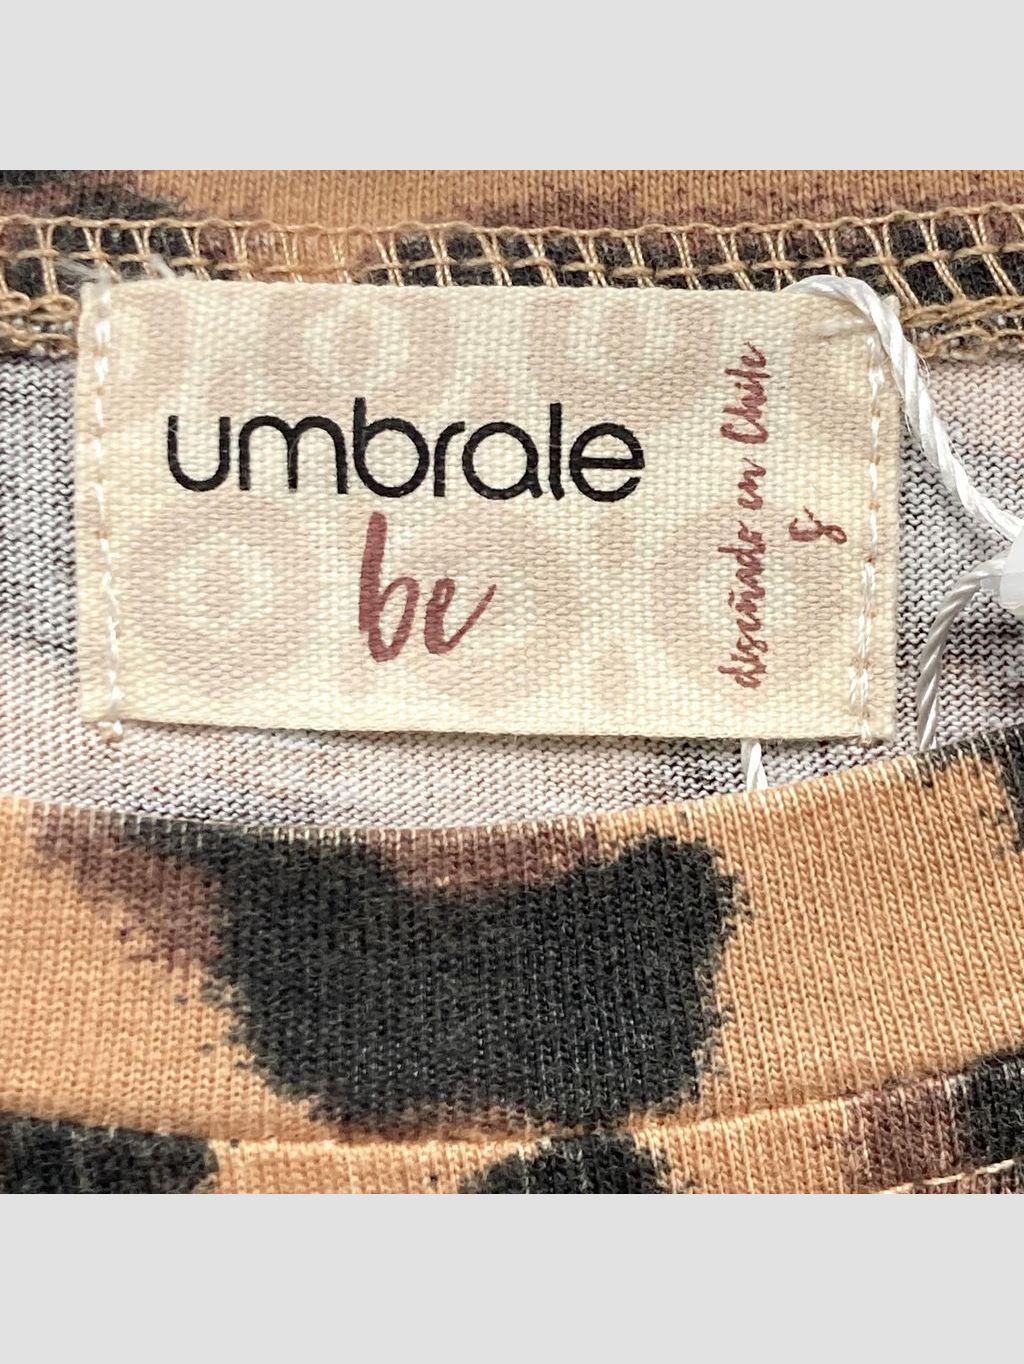 umbrale
be
diseñado en Chile
&